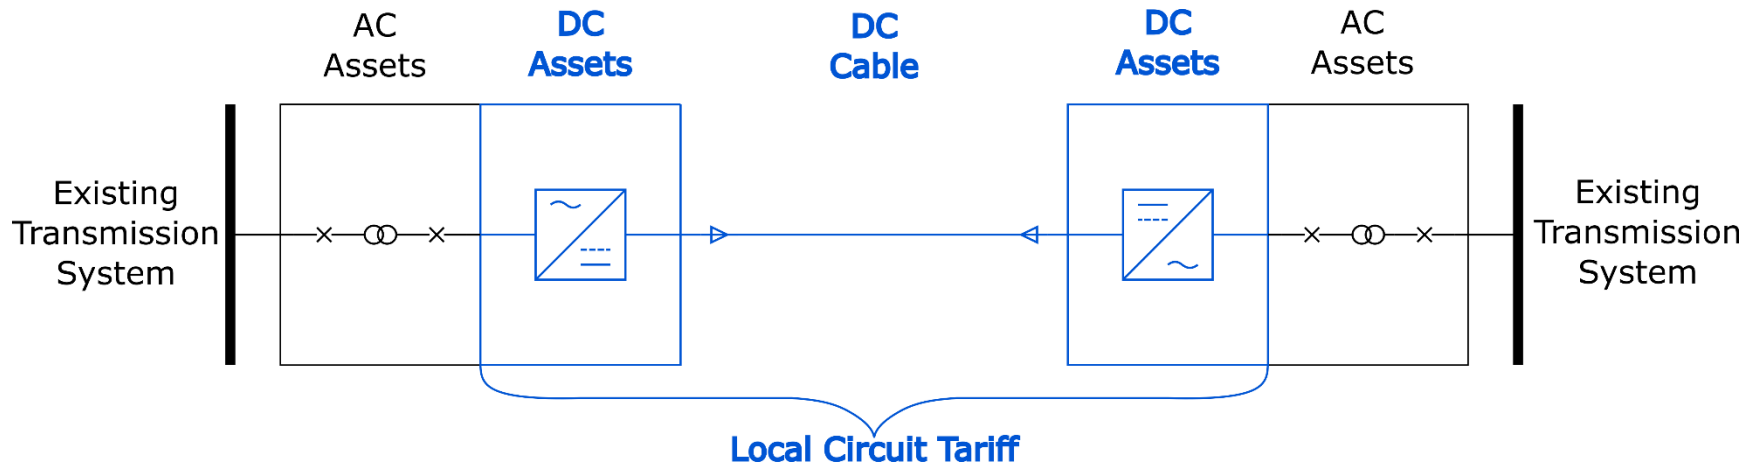 AC
Assets
DC
Assets
DC
Cable
DC
Assets
AC
Assets
Existing
Transmission
System
Existing
Transmission
System
Local Circuit Tariff